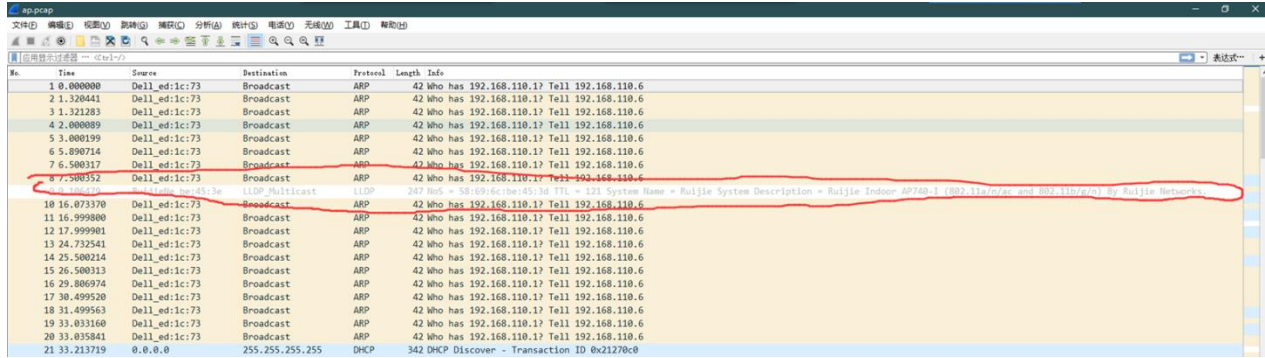 ap.pcap
文件(F) 编辑(E) 视图(V) 跳转(G) 捕获(C) 分析(A) 统计(S) 电话(Y) 无线(W) 工具(T) 帮助(H)
应用显示过滤器 … <Ctrl-/> 表达式…
No. Time Source Destination Protocol Length Info
1 0.000000 Dell_ed:1c:73 Broadcast ARP 42 Who has 192.168.110.1? Tell 192.168.110.6
2 1.320441 Dell_ed:1c:73 Broadcast ARP 42 Who has 192.168.110.1? Tell 192.168.110.6
3 1.321283 Dell_ed:1c:73 Broadcast ARP 42 Who has 192.168.110.1? Tell 192.168.110.6
4 2.000089 Dell_ed:1c:73 Broadcast ARP 42 Who has 192.168.110.1? Tell 192.168.110.6
5 3.000199 Dell_ed:1c:73 Broadcast ARP 42 Who has 192.168.110.1? Tell 192.168.110.6
6 5.890714 Dell_ed:1c:73 Broadcast ARP 42 Who has 192.168.110.1? Tell 192.168.110.6
7 6.500317 Dell_ed:1c:73 Broadcast ARP 42 Who has 192.168.110.1? Tell 192.168.110.6
8 7.500352 Dell_ed:1c:73 Broadcast ARP 42 Who has 192.168.110.1? Tell 192.168.110.6
LLDP_Multicast LLDP 247 NoS = 58:69:6c:be:45:3d TTL = 121 System Name = Ruijie System Description = Ruijie Indoor AP740-I (802.11a/n/ac and 802.11b/g/n) By Ruijie Networks.
10 16.073370 Dell_ed:1c:73 Broadcast ARP 42 Who has 192.168.110.1? Tell 192.168.110.6
11 16.999800 Dell_ed:1c:73 Broadcast ARP 42 Who has 192.168.110.1? Tell 192.168.110.6
12 17.999901 Dell_ed:1c:73 Broadcast ARP 42 Who has 192.168.110.1? Tell 192.168.110.6
13 24.732541 Dell_ed:1c:73 Broadcast ARP 42 Who has 192.168.110.1? Tell 192.168.110.6
14 25.500214 Dell_ed:1c:73 Broadcast ARP 42 Who has 192.168.110.1? Tell 192.168.110.6
15 26.500313 Dell_ed:1c:73 Broadcast ARP 42 Who has 192.168.110.1? Tell 192.168.110.6
16 29.806974 Dell_ed:1c:73 Broadcast ARP 42 Who has 192.168.110.1? Tell 192.168.110.6
17 30.499520 Dell_ed:1c:73 Broadcast ARP 42 Who has 192.168.110.1? Tell 192.168.110.6
18 31.499563 Dell_ed:1c:73 Broadcast ARP 42 Who has 192.168.110.1? Tell 192.168.110.6
19 33.033160 Dell_ed:1c:73 Broadcast ARP 42 Who has 192.168.110.1? Tell 192.168.110.6
20 33.035841 Dell_ed:1c:73 Broadcast ARP 42 Who has 192.168.110.1? Tell 192.168.110.6
21 33.213719 0.0.0.0 255.255.255.255 DHCP 342 DHCP Discover - Transaction ID 0x21270c0